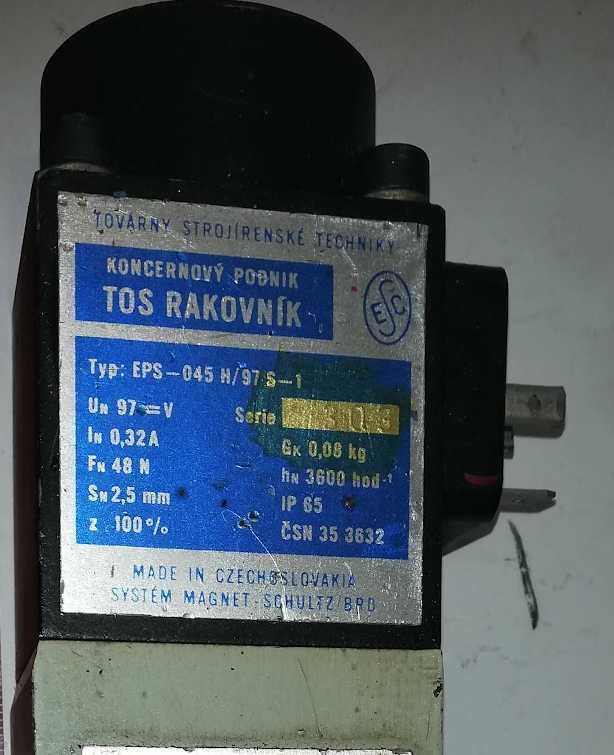 TOVÁRNY STROJÍRENSKÉ TECHNIKY
KONCERNOVÝ PODNIK
TOS RAKOVNÍK
ESC
Typ: EPS-045 H/97 S-1
UN 97 = V
Serie
IN 0,32A
GK 0,08 kg
FN 48 N
hN 3600 hod-1
SN 2,5 mm
IP 65
z 100%
ČSN 35 3632
MADE IN CZECHOSLOVAKIA
SYSTÉM MAGNET-SCHULTZ/BRD